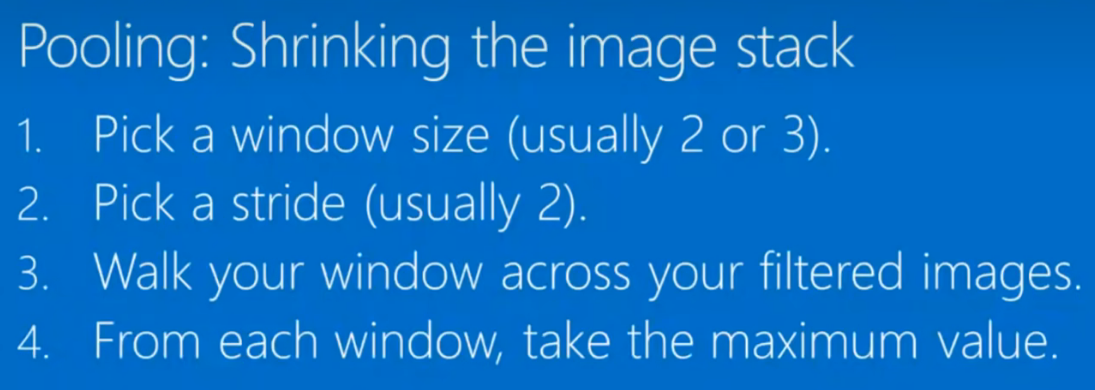 Pooling: Shrinking the image stack
1. Pick a window size (usually 2 or 3).
2. Pick a stride (usually 2).
3. Walk your window across your filtered images.
4. From each window, take the maximum value.